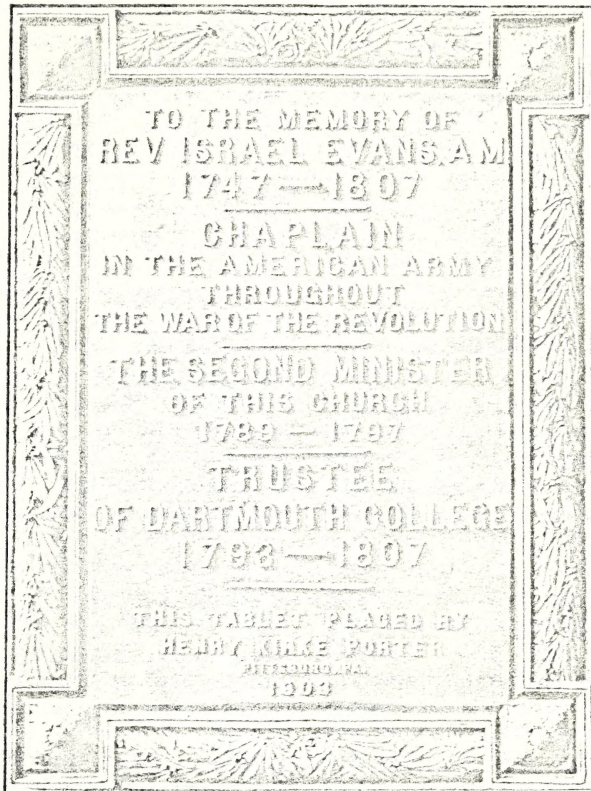 TO THE MEMORY OF
REV ISRAEL EVANS, A M
1747—1807
CHAPLAIN
IN THE AMERICAN ARMY
THROUGHOUT
THE WAR OF THE REVOLUTION
THE SECOND MINISTER
OF THIS CHURCH
1789 — 1797
TRUSTEE
OF DARTMOUTH COLLEGE
1793—1807
THIS TABLET PLACED BY
HENRY KIRKE PORTER